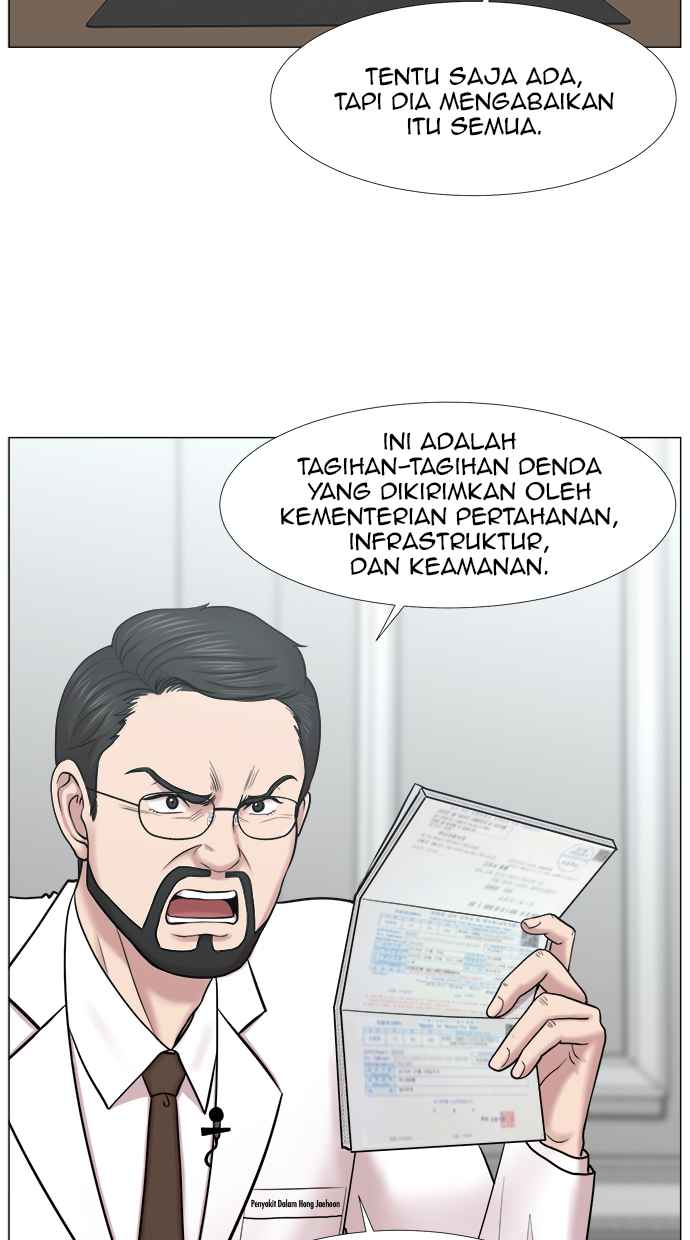 TENTU SAJA ADA,
TAPI DIA MENGABAIKAN
ITU SEMUA.
INI ADALAH
TAGIHAN-TAGIHAN DENDA
YANG DIKIRIMKAN OLEH
KEMENTERIAN PERTAHANAN,
INFRASTRUKTUR,
DAN KEAMANAN.
Penyakit Dalam Hong Jaehoon